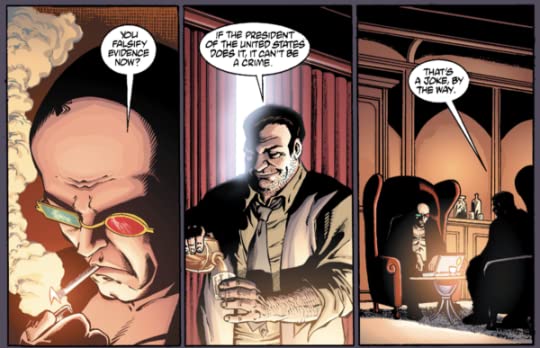 YOU
FALSIFY
EVIDENCE
NOW?
IF THE PRESIDENT
OF THE UNITED STATES
DOES IT, IT CAN'T BE
A CRIME.
THAT'S
A JOKE, BY
THE WAY.